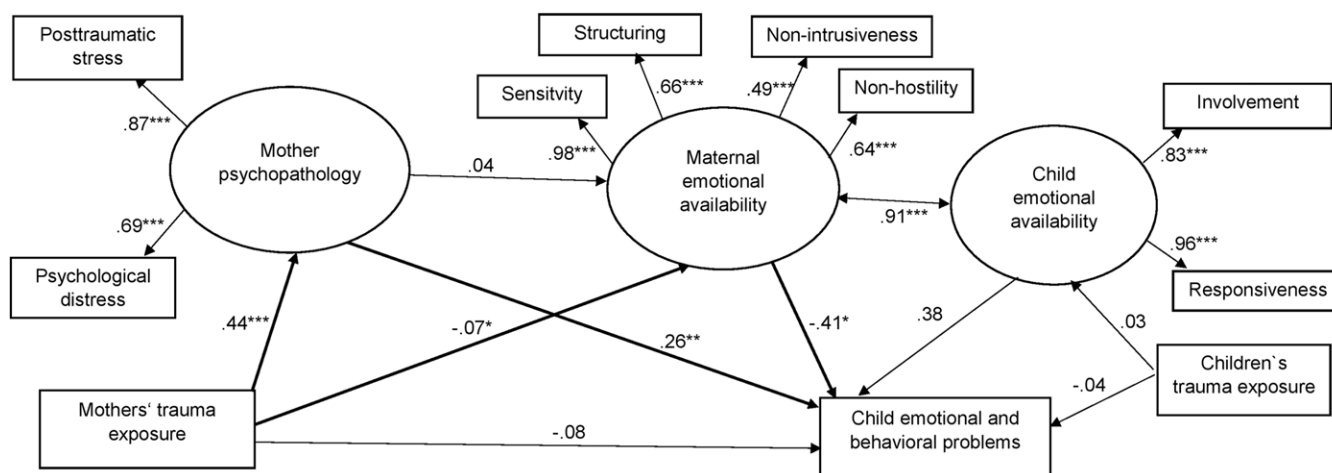 Posttraumatic
stress
Structuring
Non-intrusiveness
Sensitvity
Non-hostility
Involvement
.87***
.66***
.49***
.98***
.64***
.83***
Mother
psychopathology
.04
Maternal
emotional
availability
.91***
Child
emotional
availability
.69***
.96***
Psychological
distress
Responsiveness
.44***
-.07*
.26**
-.41*
.38
.03
-.04
Children`s
trauma exposure
Mothers‘ trauma
exposure
-.08
Child emotional and
behavioral problems